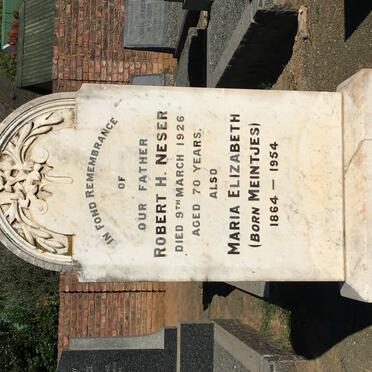 IN FOND REMEMBRANCE
OF
OUR FATHER
ROBERT H. NESER
DIED 9TH MARCH 1926
AGED 70 YEARS.
ALSO
MARIA ELIZABETH
(BORN MEINTJES)
1864 – 1954